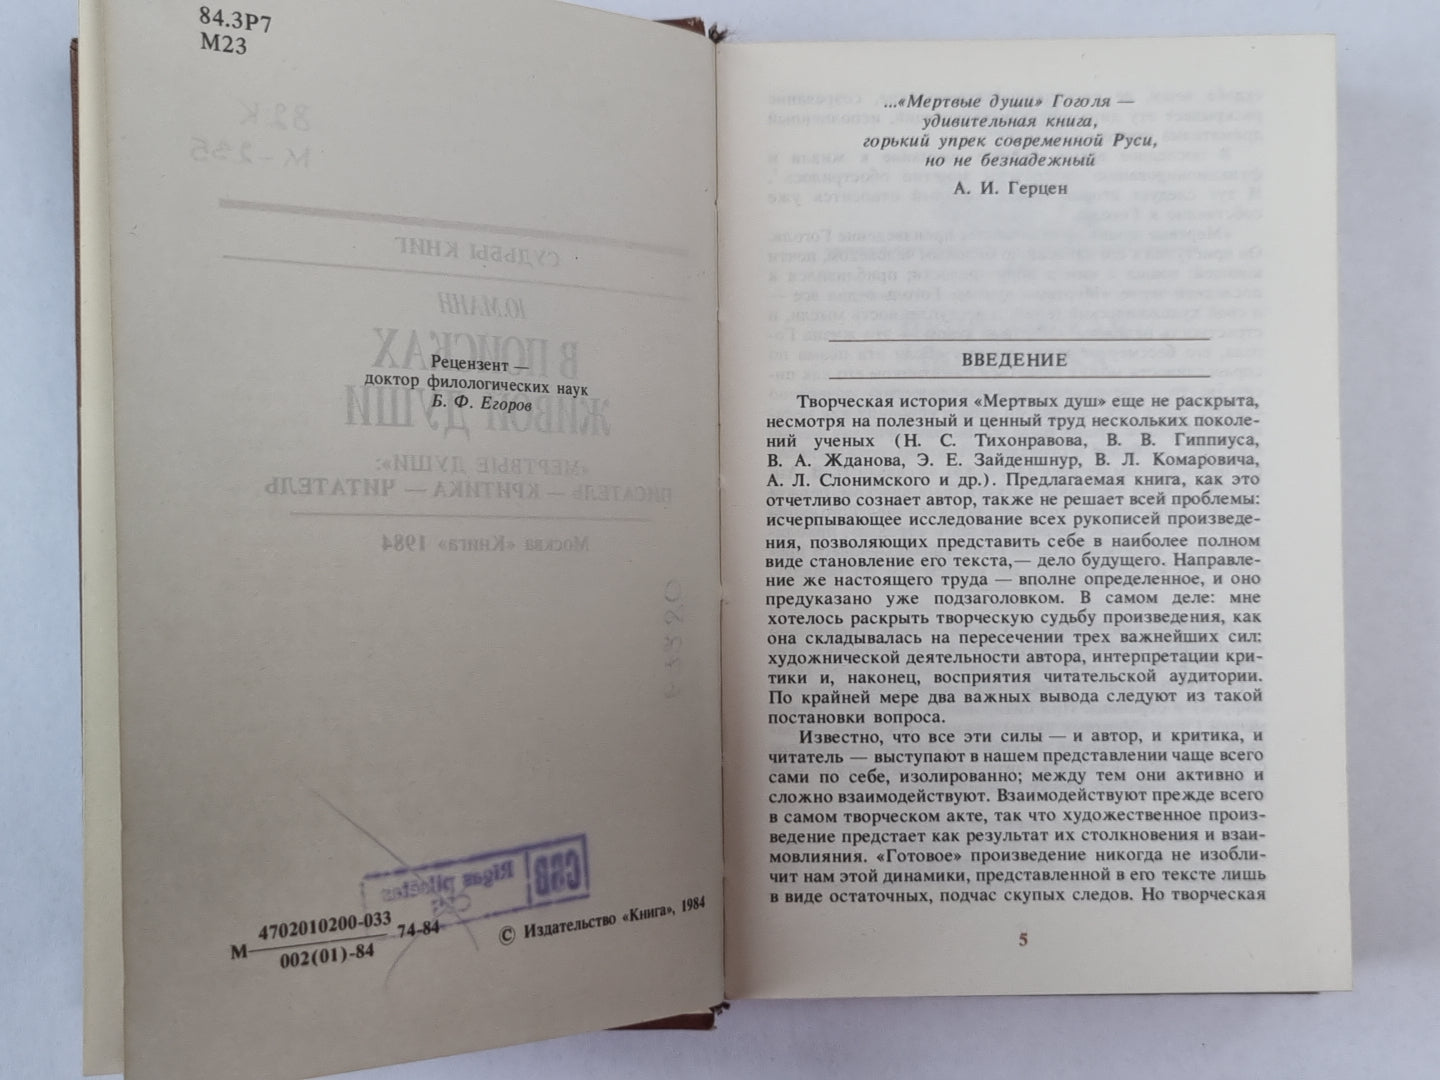 84.3Р7
М23
Рецензент —
доктор филологических наук
Б. Ф. Егоров
М 4702010200-033 74-84
002(01)-84
© Издательство «Книга», 1984
...«Мертвые души» Гоголя —
удивительная книга,
горький упрек современной Руси,
но не безнадежный
А. И. Герцен
ВВЕДЕНИЕ
Творческая история «Мертвых душ» еще не раскрыта,
несмотря на полезный и ценный труд нескольких поколе-
ний ученых (Н. С. Тихонравова, В. В. Гиппиуса,
В. А. Жданова, Э. Е. Зайденшнур, В. Л. Комаровича,
А. Л. Слонимского и др.). Предлагаемая книга, как это
отчетливо сознает автор, также не решает всей проблемы:
исчерпывающее исследование всех рукописей произведе-
ния, позволяющих представить себе в наиболее полном
виде становление его текста,— дело будущего. Направле-
ние же настоящего труда — вполне определенное, и оно
предуказано уже подзаголовком. В самом деле: мне
хотелось раскрыть творческую судьбу произведения, как
она складывалась на пересечении трех важнейших сил:
художнической деятельности автора, интерпретации кри-
тики и, наконец, восприятия читательской аудитории.
По крайней мере два важных вывода следуют из такой
постановки вопроса.
Известно, что все эти силы — и автор, и критика, и
читатель — выступают в нашем представлении чаще всего
сами по себе, изолированно; между тем они активно и
сложно взаимодействуют. Взаимодействуют прежде всего
в самом творческом акте, так что художественное произ-
ведение предстает как результат их столкновения и взаи-
мовлияния. «Готовое» произведение никогда не изобли-
чит нам этой динамики, представленной в его тексте лишь
в виде остаточных, подчас скупых следов. Но творческая
5